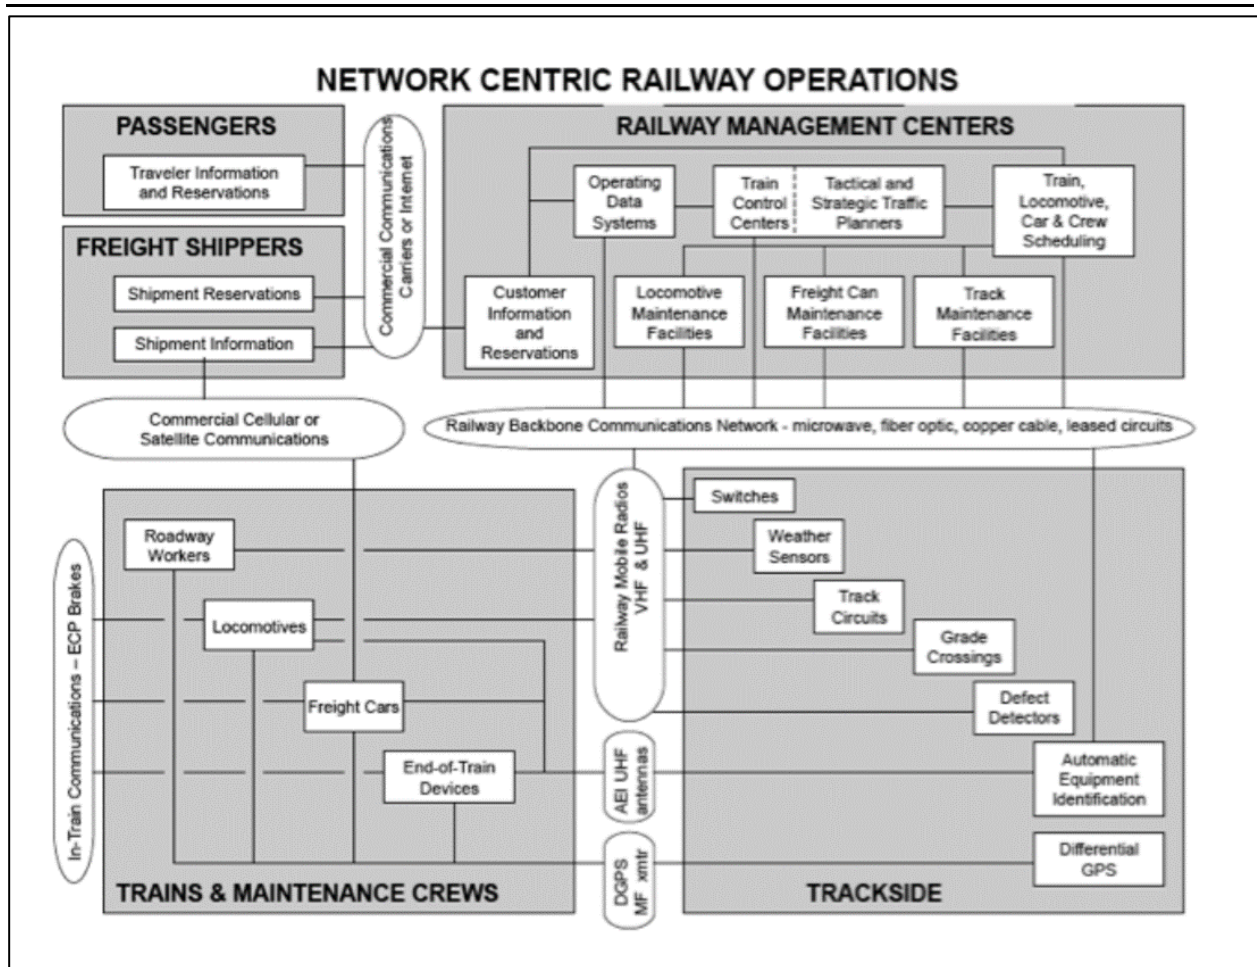 NETWORK CENTRIC RAILWAY OPERATIONS
PASSENGERS
Traveler Information
and Reservations
FREIGHT SHIPPERS
Shipment Reservations
Shipment Information
Commercial Communications
Carriers or Internet
RAILWAY MANAGEMENT CENTERS
Operating
Data
Systems
Train
Control
Centers
Tactical and
Strategic Traffic
Planners
Train,
Locomotive,
Car & Crew
Scheduling
Customer
Information
and
Reservations
Locomotive
Maintenance
Facilities
Freight Can
Maintenance
Facilities
Track
Maintenance
Facilities
Commercial Cellular or
Satellite Communications
Railway Backbone Communications Network - microwave, fiber optic, copper cable, leased circuits
In-Train Communications – ECP Brakes
Roadway
Workers
Locomotives
Freight Cars
End-of-Train
Devices
TRAINS & MAINTENANCE CREWS
Railway Mobile Radios
VHF & UHF
AEI UHF
antennas
DGPS
MF xmtr
Switches
Weather
Sensors
Track
Circuits
Grade
Crossings
Defect
Detectors
Automatic
Equipment
Identification
Differential
GPS
TRACKSIDE